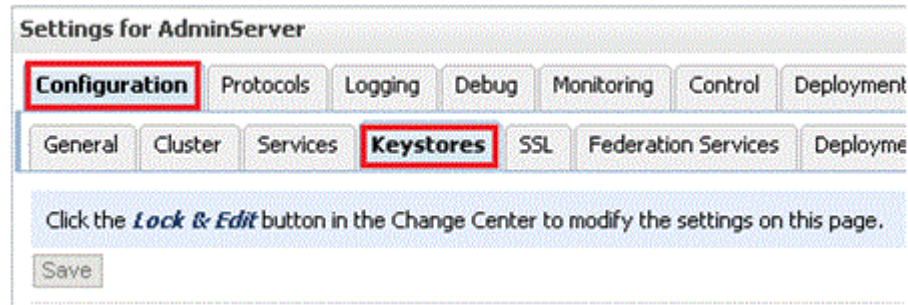 Settings for AdminServer
Configuration Protocols Logging Debug Monitoring Control Deployment
General Cluster Services Keystores SSL Federation Services Deployme
Click the Lock & Edit button in the Change Center to modify the settings on this page.
Save